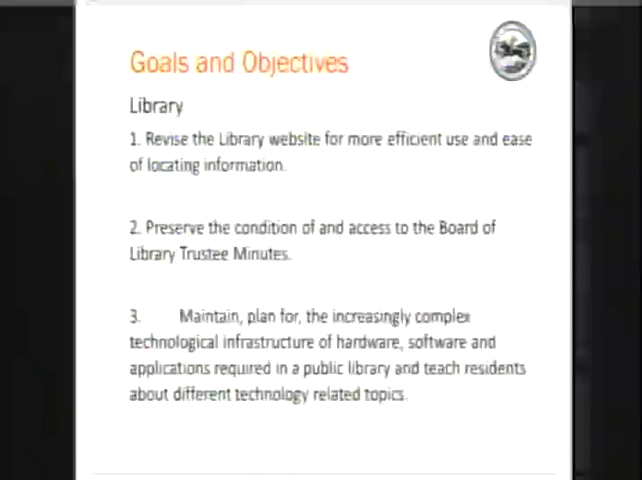 Goals and Objectives
Library
1. Revise the Library website for more efficient use and ease
of locating information.
2. Preserve the condition of and access to the Board of
Library Trustee Minutes.
3. Maintain, plan for, the increasingly complex
technological infrastructure of hardware, software and
applications required in a public library and teach residents
about different technology related topics.